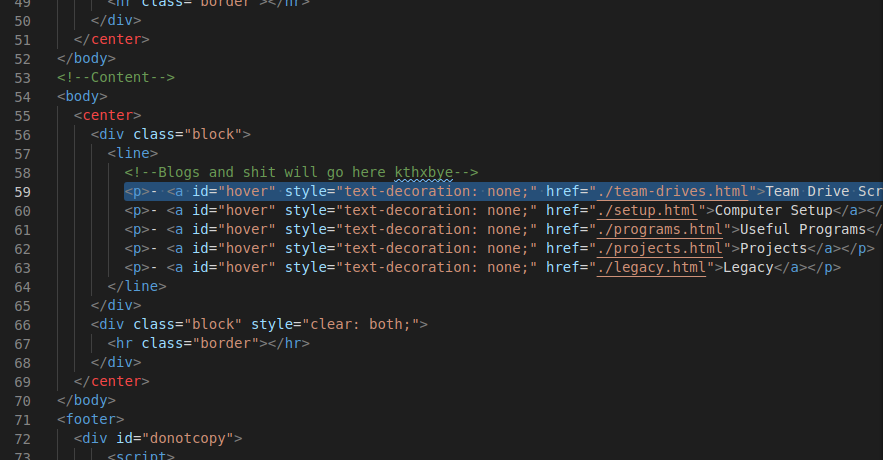 49 <hr class="border"></hr>
50 </div>
51 </center>
52 </body>
53 <!--Content-->
54 <body>
55 <center>
56 <div class="block">
57 <line>
58 <!--Blogs and shit will go here kthxbye-->
59 <p>- <a id="hover" style="text-decoration: none;" href="./team-drives.html">Team Drive Scr
60 <p>- <a id="hover" style="text-decoration: none;" href="./setup.html">Computer Setup</a></
61 <p>- <a id="hover" style="text-decoration: none;" href="./programs.html">Useful Programs</
62 <p>- <a id="hover" style="text-decoration: none;" href="./projects.html">Projects</a></p>
63 <p>- <a id="hover" style="text-decoration: none;" href="./legacy.html">Legacy</a></p>
64 </line>
65 </div>
66 <div class="block" style="clear: both;">
67 <hr class="border"></hr>
68 </div>
69 </center>
70 </body>
71 <footer>
72 <div id="donotcopy">
73 <script>